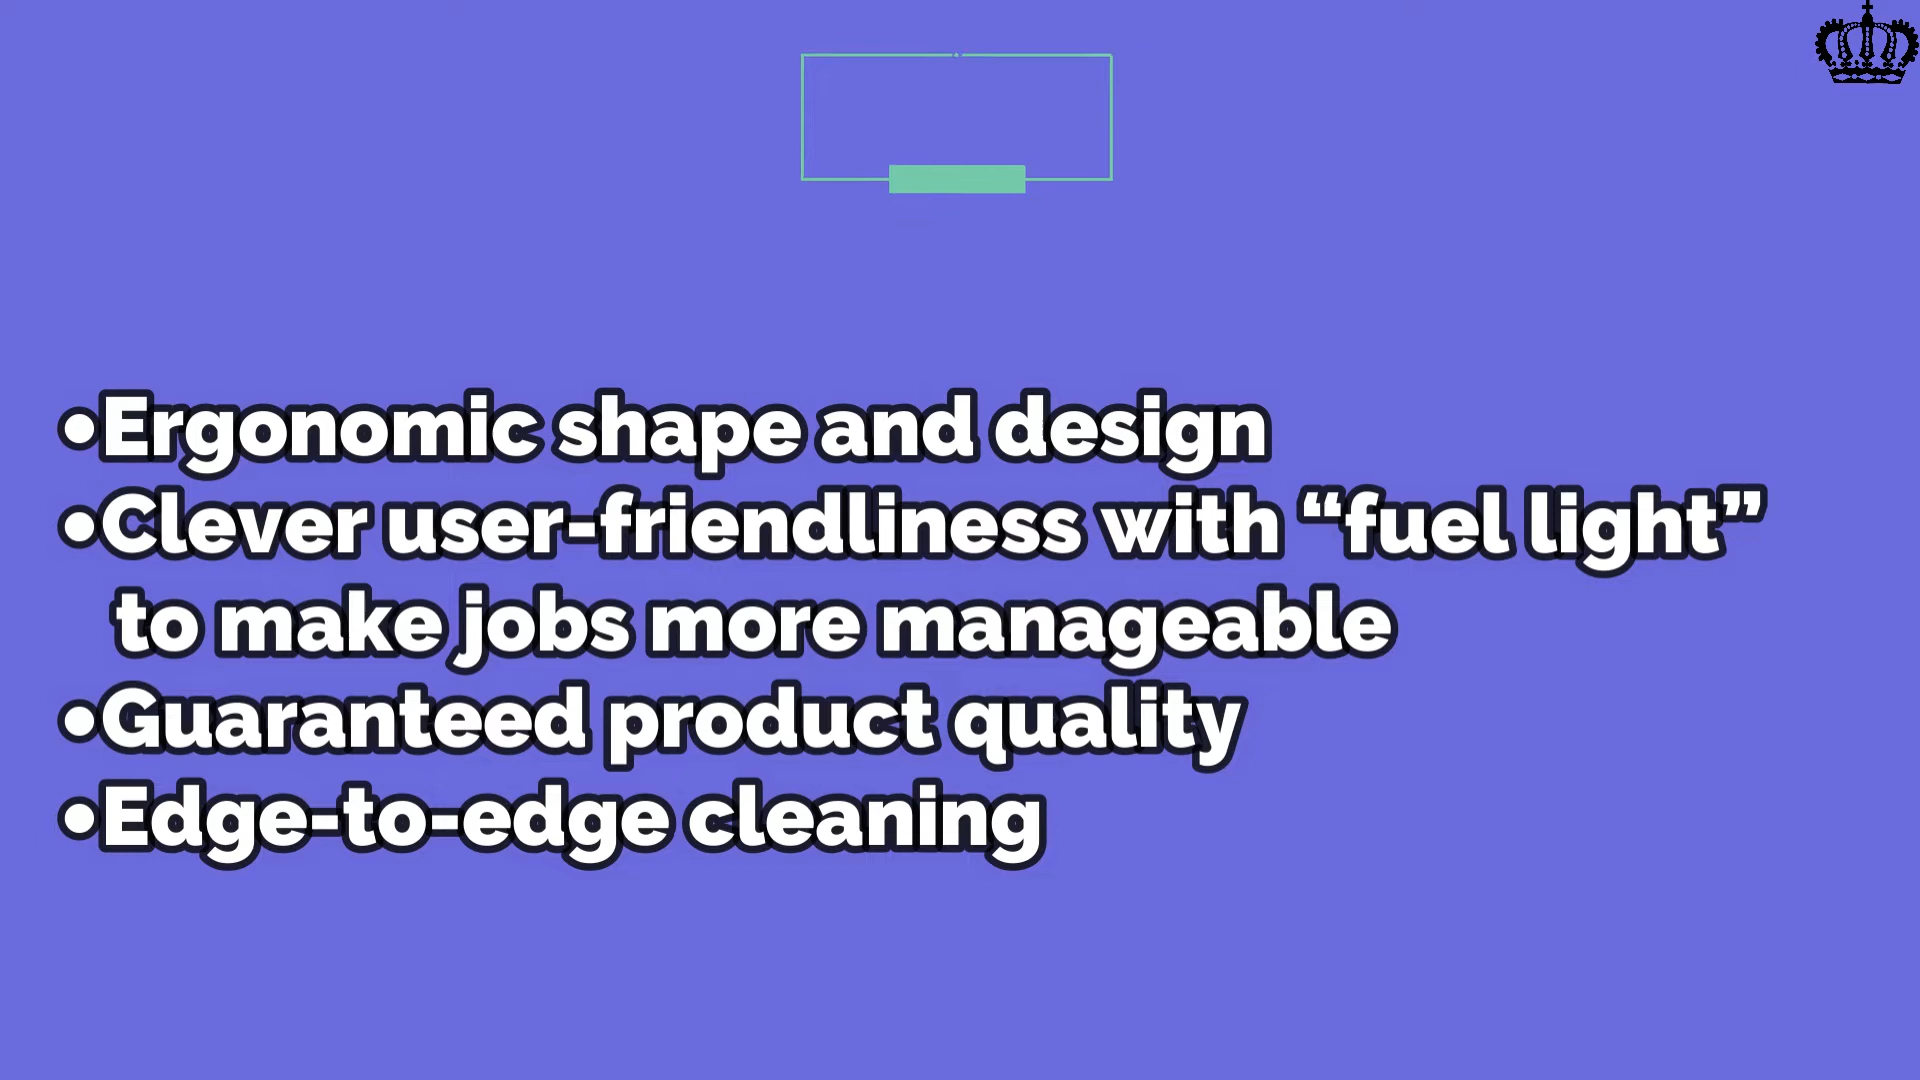 •Ergonomic shape and design
•Clever user-friendliness with “fuel light”
to make jobs more manageable
•Guaranteed product quality
•Edge-to-edge cleaning